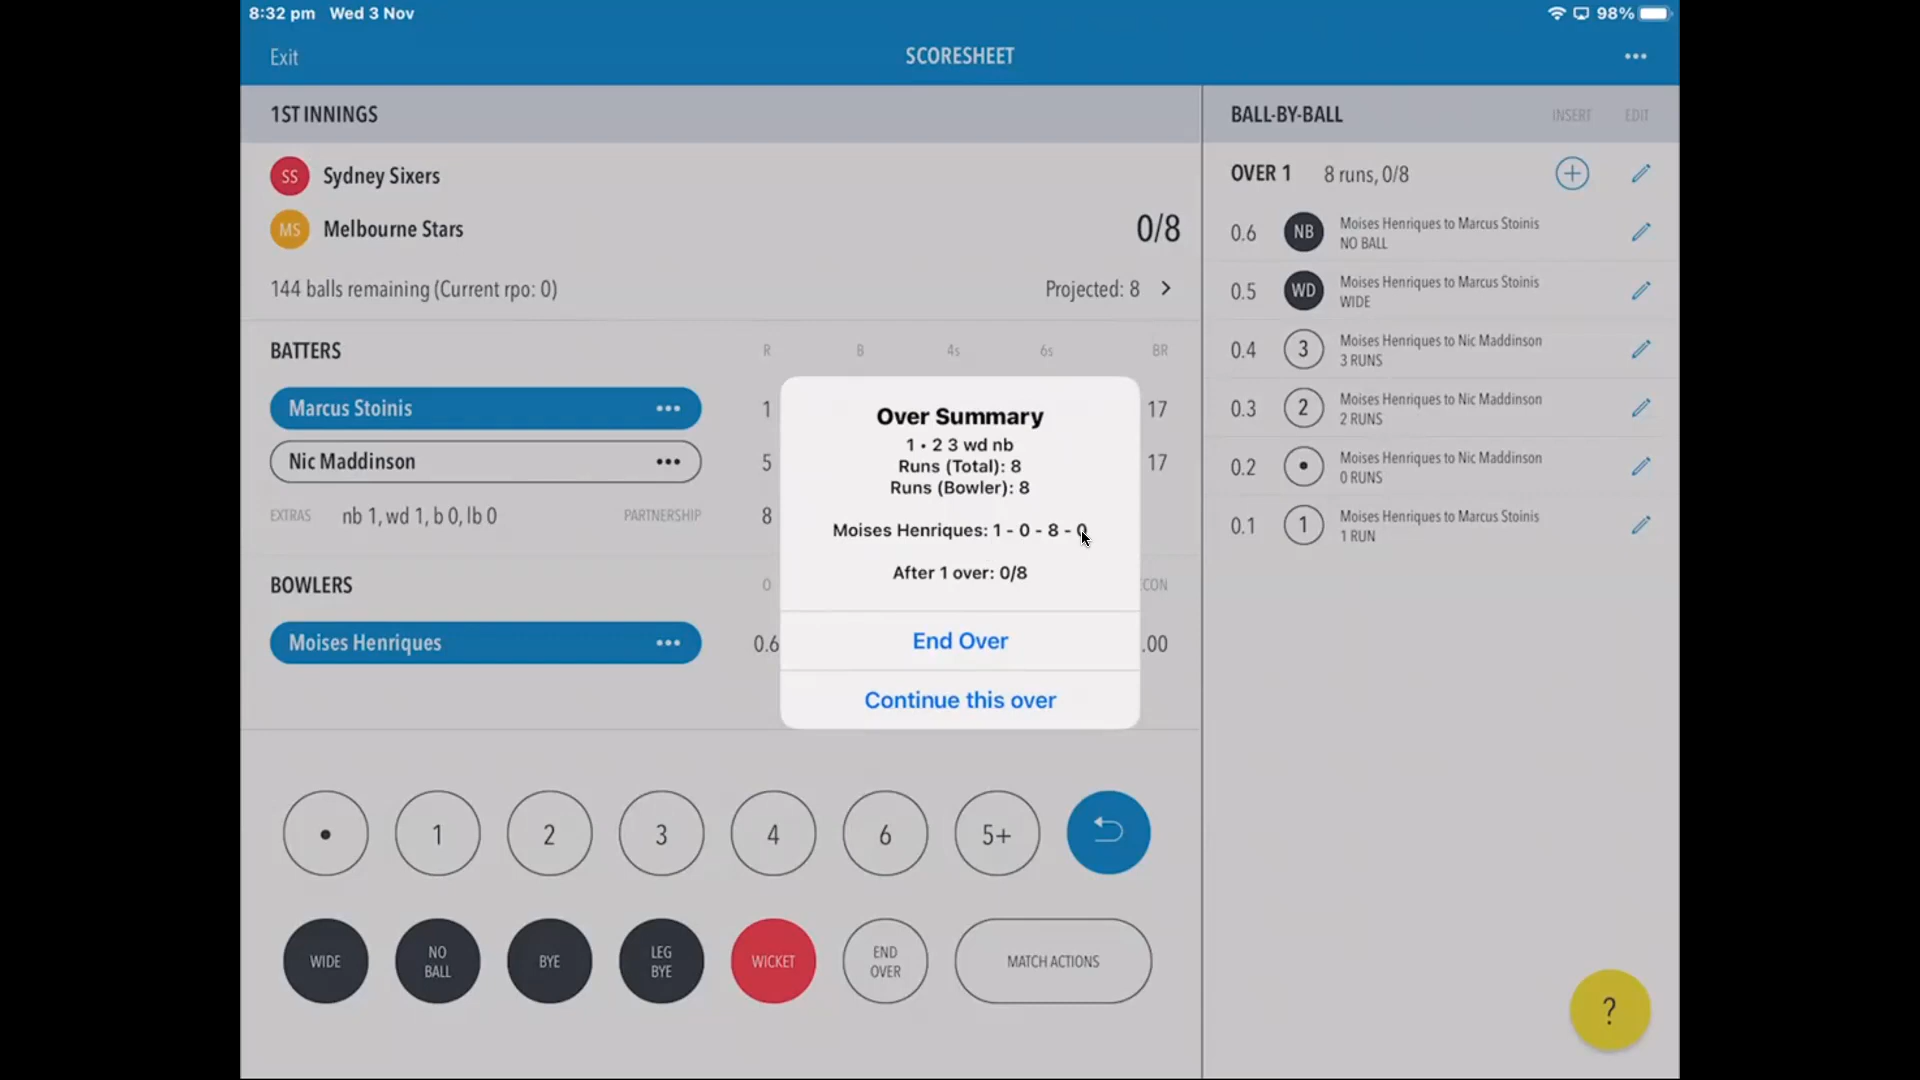 8:32 pm Wed 3 Nov
98%
Exit
SCORESHEET
•••
1ST INNINGS
SS Sydney Sixers
MS Melbourne Stars
0/8
144 balls remaining (Current rpo: 0)
Projected: 8 >
BATTERS
R B 4s 6s BR
Marcus Stoinis ••• 1 17
Nic Maddinson ••• 5 17
EXTRAS nb 1, wd 1, b 0, lb 0 PARTNERSHIP 8
BOWLERS
O CON
Moises Henriques ••• 0.6 .00
Over Summary
1 • 2 3 wd nb
Runs (Total): 8
Runs (Bowler): 8
Moises Henriques: 1 - 0 - 8 - 0
After 1 over: 0/8
End Over
Continue this over
• 1 2 3 4 6 5+
WIDE
NO
BALL
BYE
LEG
BYE
WICKET
END
OVER
MATCH ACTIONS
BALL-BY-BALL
INSERT EDIT
OVER 1 8 runs, 0/8
0.6 NB Moises Henriques to Marcus Stoinis
NO BALL
0.5 WD Moises Henriques to Marcus Stoinis
WIDE
0.4 3 Moises Henriques to Nic Maddinson
3 RUNS
0.3 2 Moises Henriques to Nic Maddinson
2 RUNS
0.2 • Moises Henriques to Nic Maddinson
0 RUNS
0.1 1 Moises Henriques to Marcus Stoinis
1 RUN
?